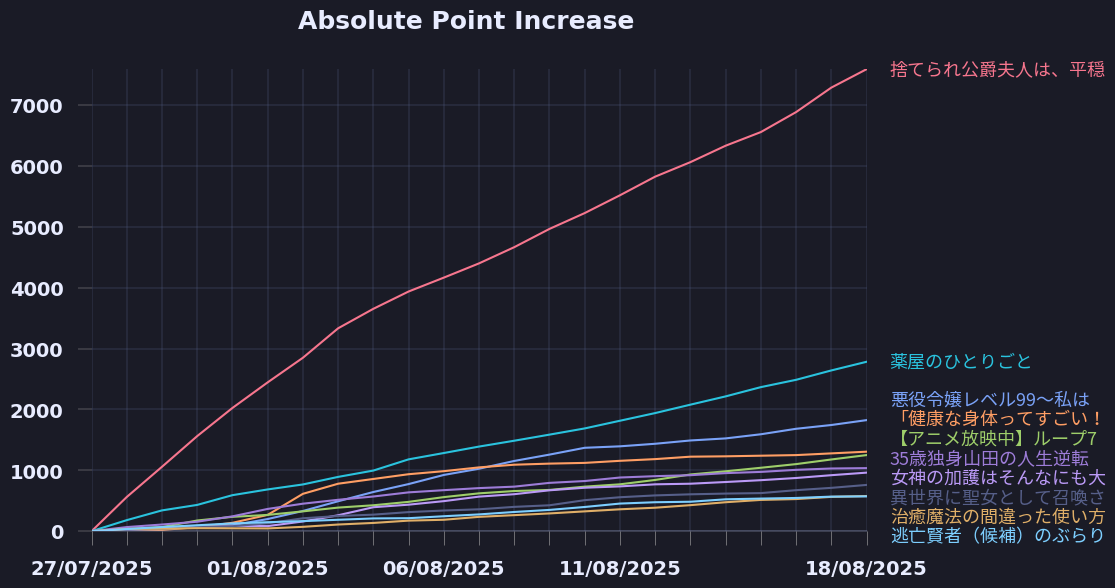 Absolute Point Increase
7000
6000
5000
4000
3000
2000
1000
0
27/07/2025
01/08/2025
06/08/2025
11/08/2025
18/08/2025
捨てられ公爵夫人は、平穏
薬屋のひとりごと
悪役令嬢レベル99～私は
「健康な身体ってすごい！
【アニメ放映中】ループ7
35歳独身山田の人生逆転
女神の加護はそんなにも大
異世界に聖女として召喚さ
治癒魔法の間違った使い方
逃亡賢者（候補）のぶらり